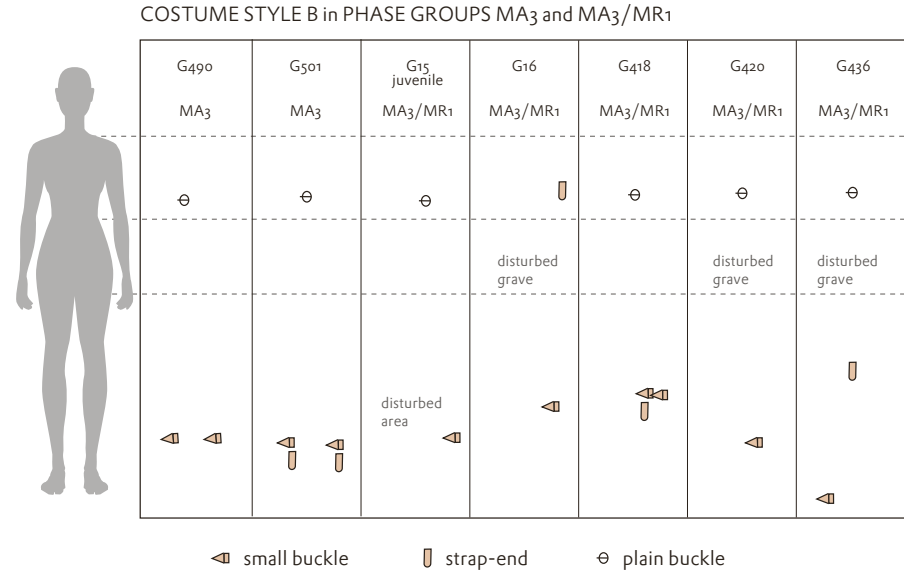 COSTUME STYLE B in PHASE GROUPS MA3 and MA3/MR1
G490
MA3
G501
MA3
G15
juvenile
MA3/MR1
G16
MA3/MR1
G418
MA3/MR1
G420
MA3/MR1
G436
MA3/MR1
disturbed
grave
disturbed
grave
disturbed
grave
disturbed
area
small buckle
strap-end
plain buckle